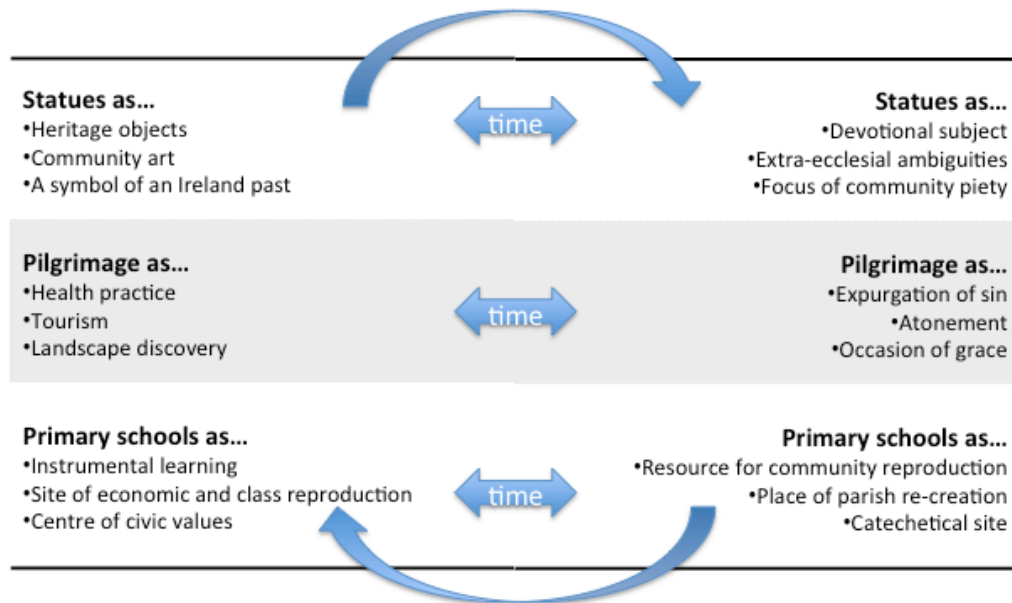 Statues as...
•Heritage objects
•Community art
•A symbol of an Ireland past
time
Statues as...
•Devotional subject
•Extra-ecclesial ambiguities
•Focus of community piety
Pilgrimage as...
•Health practice
•Tourism
•Landscape discovery
time
Pilgrimage as...
•Expurgation of sin
•Atonement
•Occasion of grace
Primary schools as...
•Instrumental learning
•Site of economic and class reproduction
•Centre of civic values
time
Primary schools as...
•Resource for community reproduction
•Place of parish re-creation
•Catechetical site